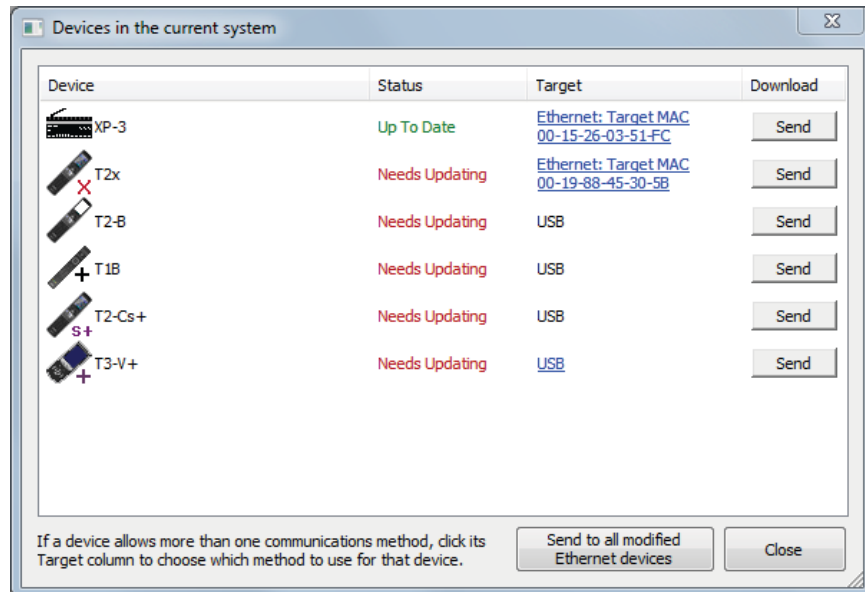 Devices in the current system
Device Status Target Download
XP-3 Up To Date Ethernet: Target MAC 00-15-26-03-51-FC Send
T2x Needs Updating Ethernet: Target MAC 00-19-88-45-30-5B Send
T2-B Needs Updating USB Send
T1B Needs Updating USB Send
T2-Cs+ Needs Updating USB Send
T3-V+ Needs Updating USB Send
If a device allows more than one communications method, click its
Target column to choose which method to use for that device.
Send to all modified
Ethernet devices
Close